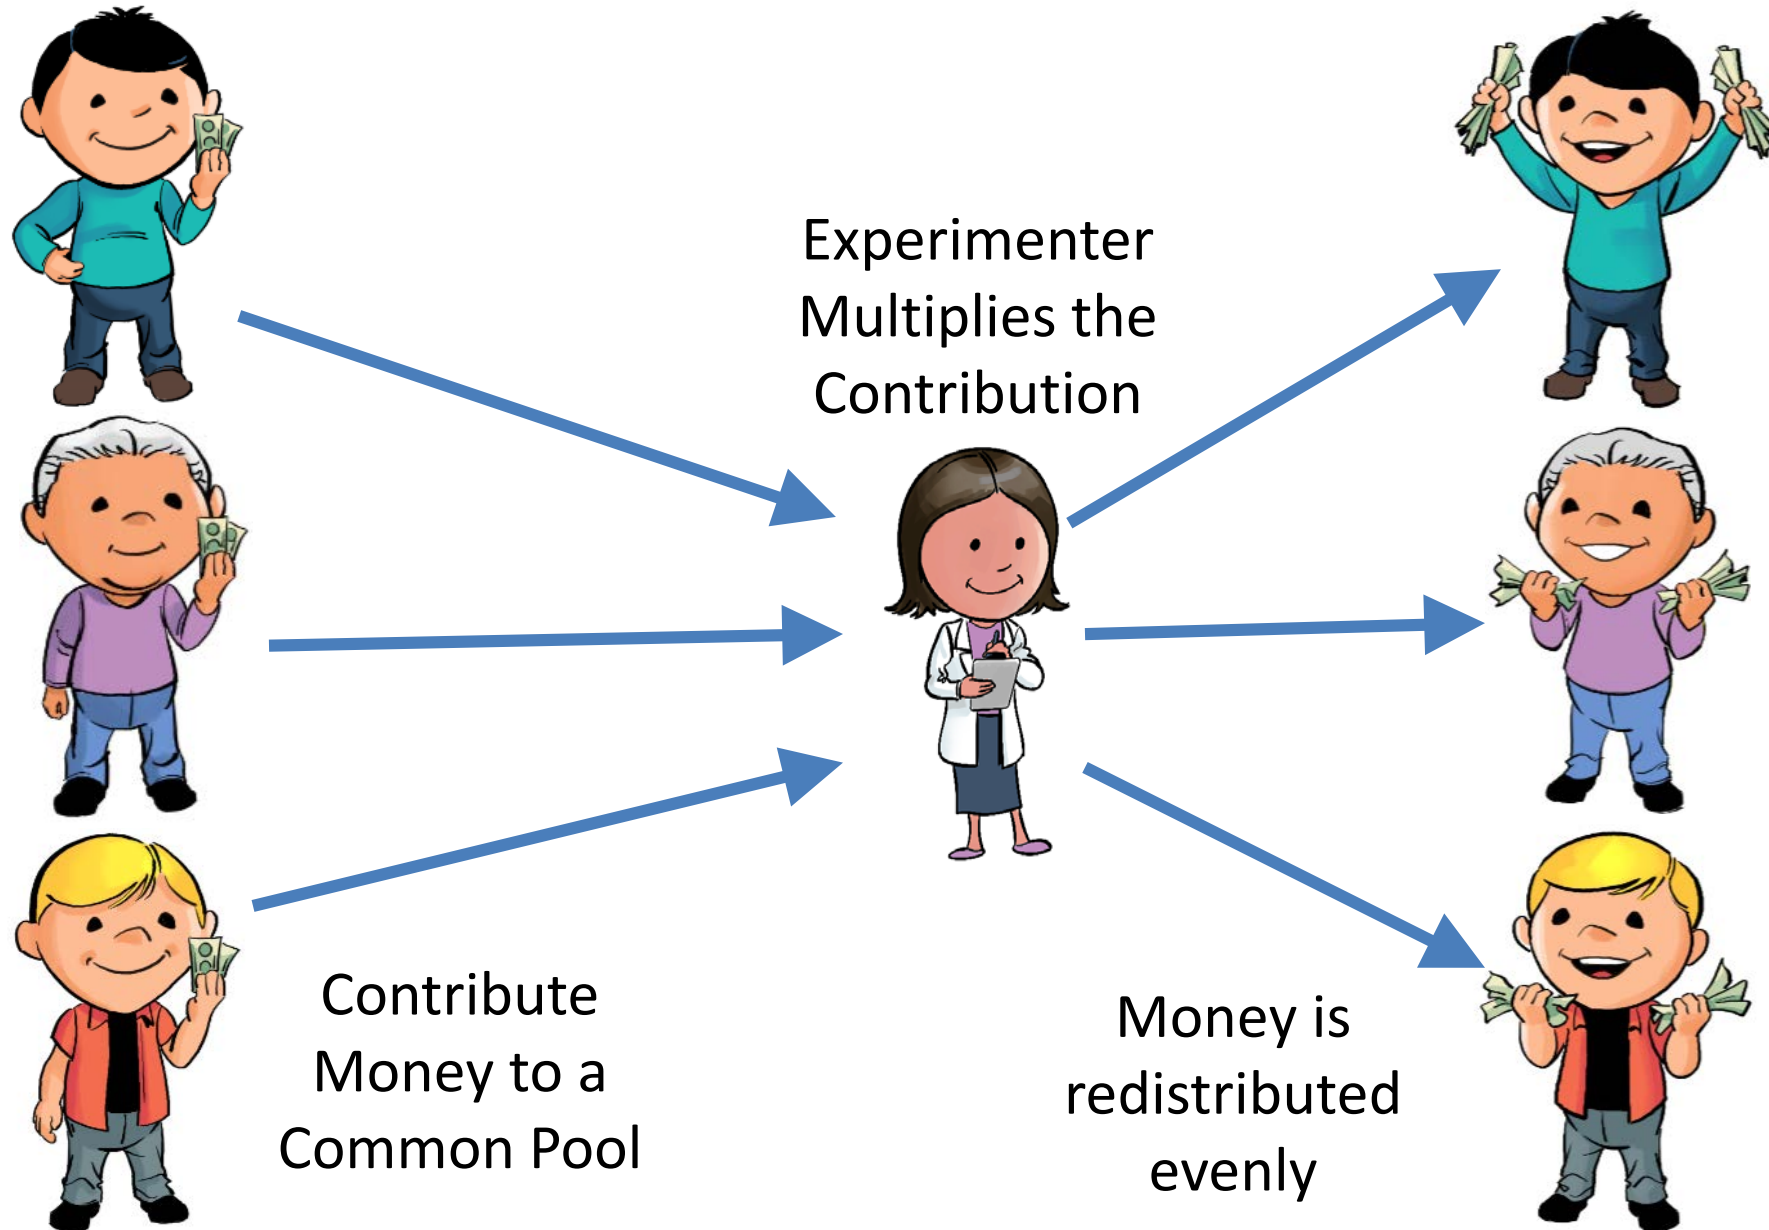 Experimenter
Multiplies the
Contribution
Contribute
Money to a
Common Pool
Money is
redistributed
evenly